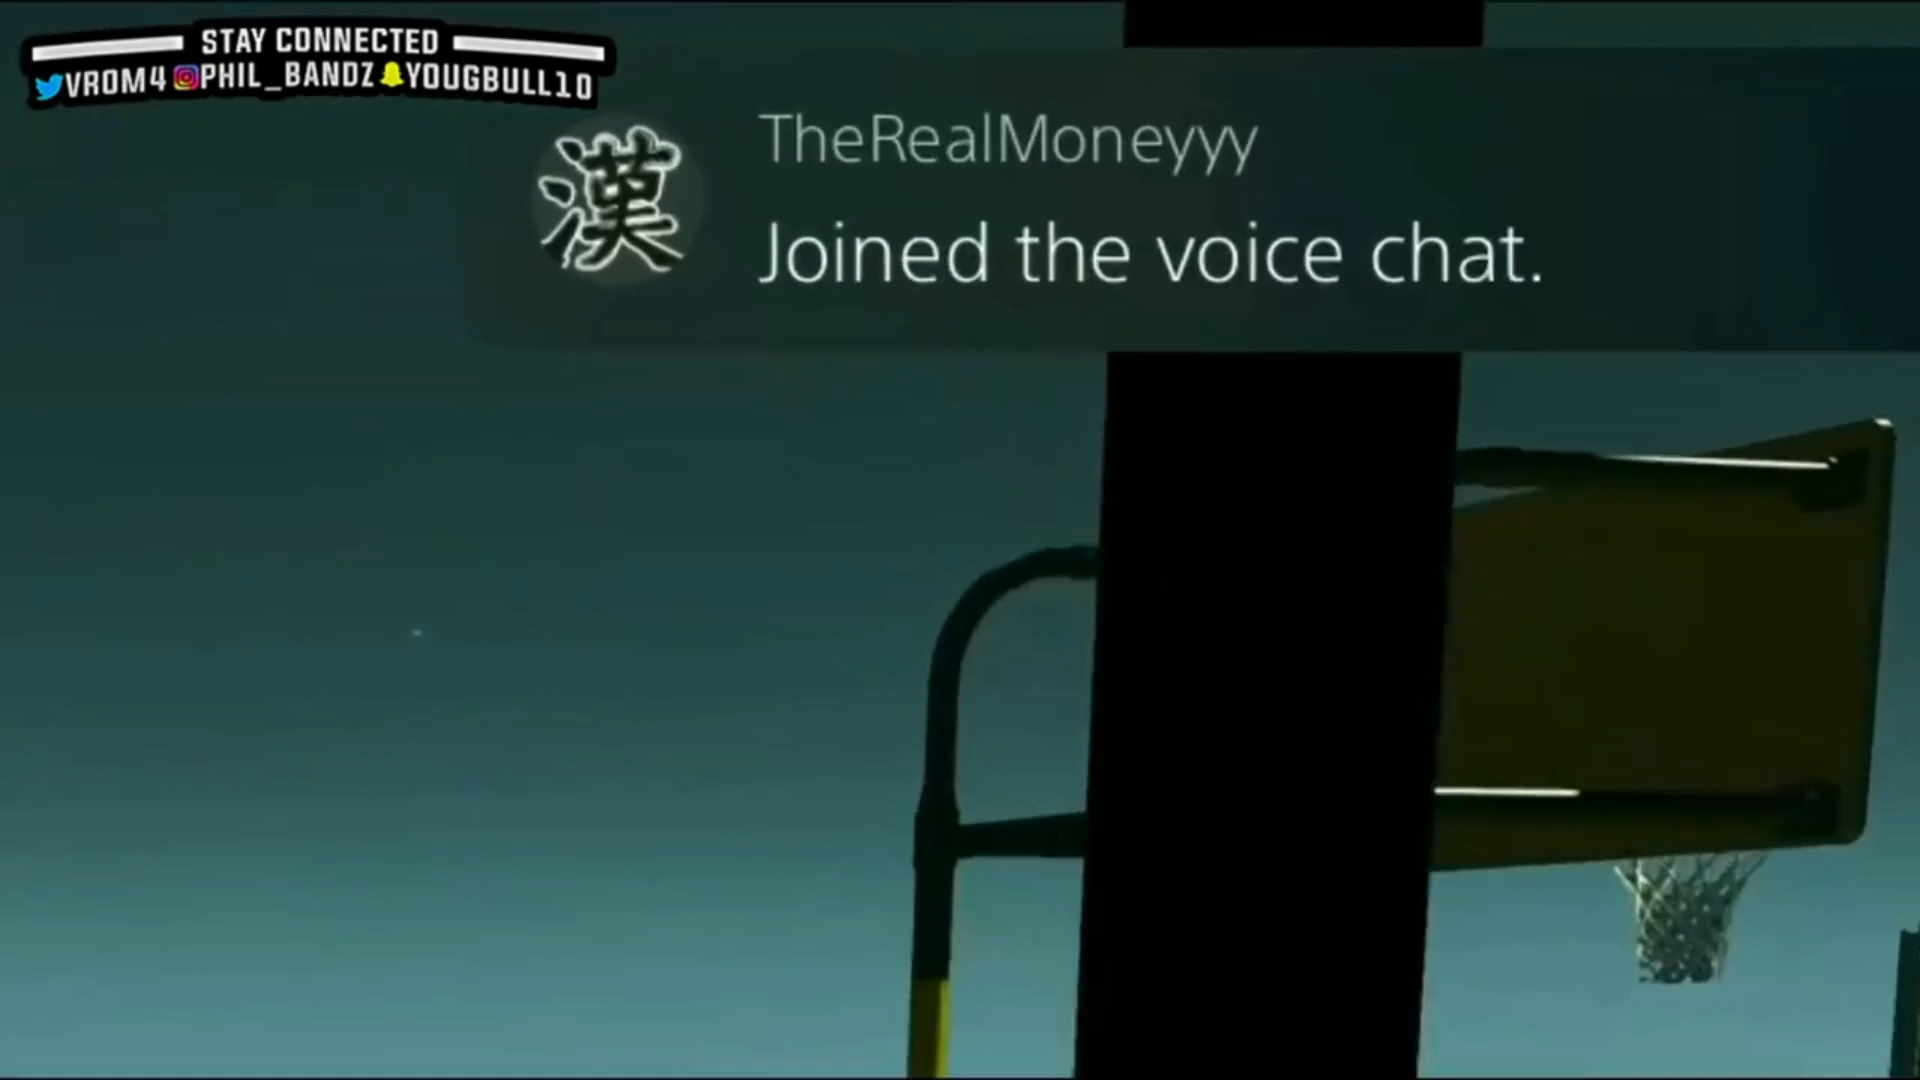 STAY CONNECTED
VROM4 PHIL_BANDZ YOUGBULL10
TheRealMoneyyy
漢
Joined the voice chat.